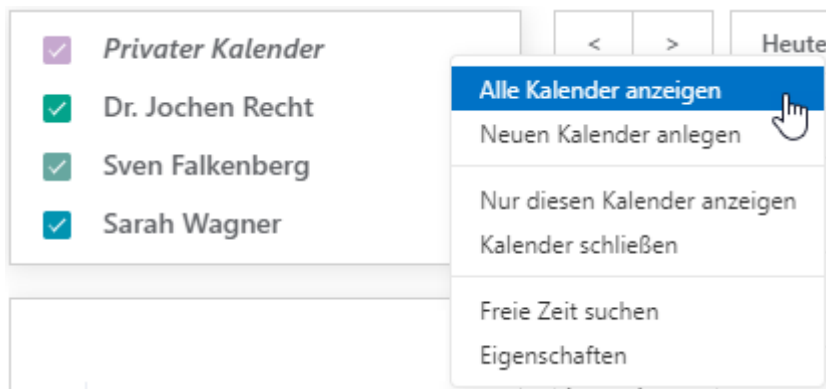 Privater Kalender
Dr. Jochen Recht
Sven Falkenberg
Sarah Wagner
< > Heute
Alle Kalender anzeigen
Neuen Kalender anlegen
Nur diesen Kalender anzeigen
Kalender schließen
Freie Zeit suchen
Eigenschaften